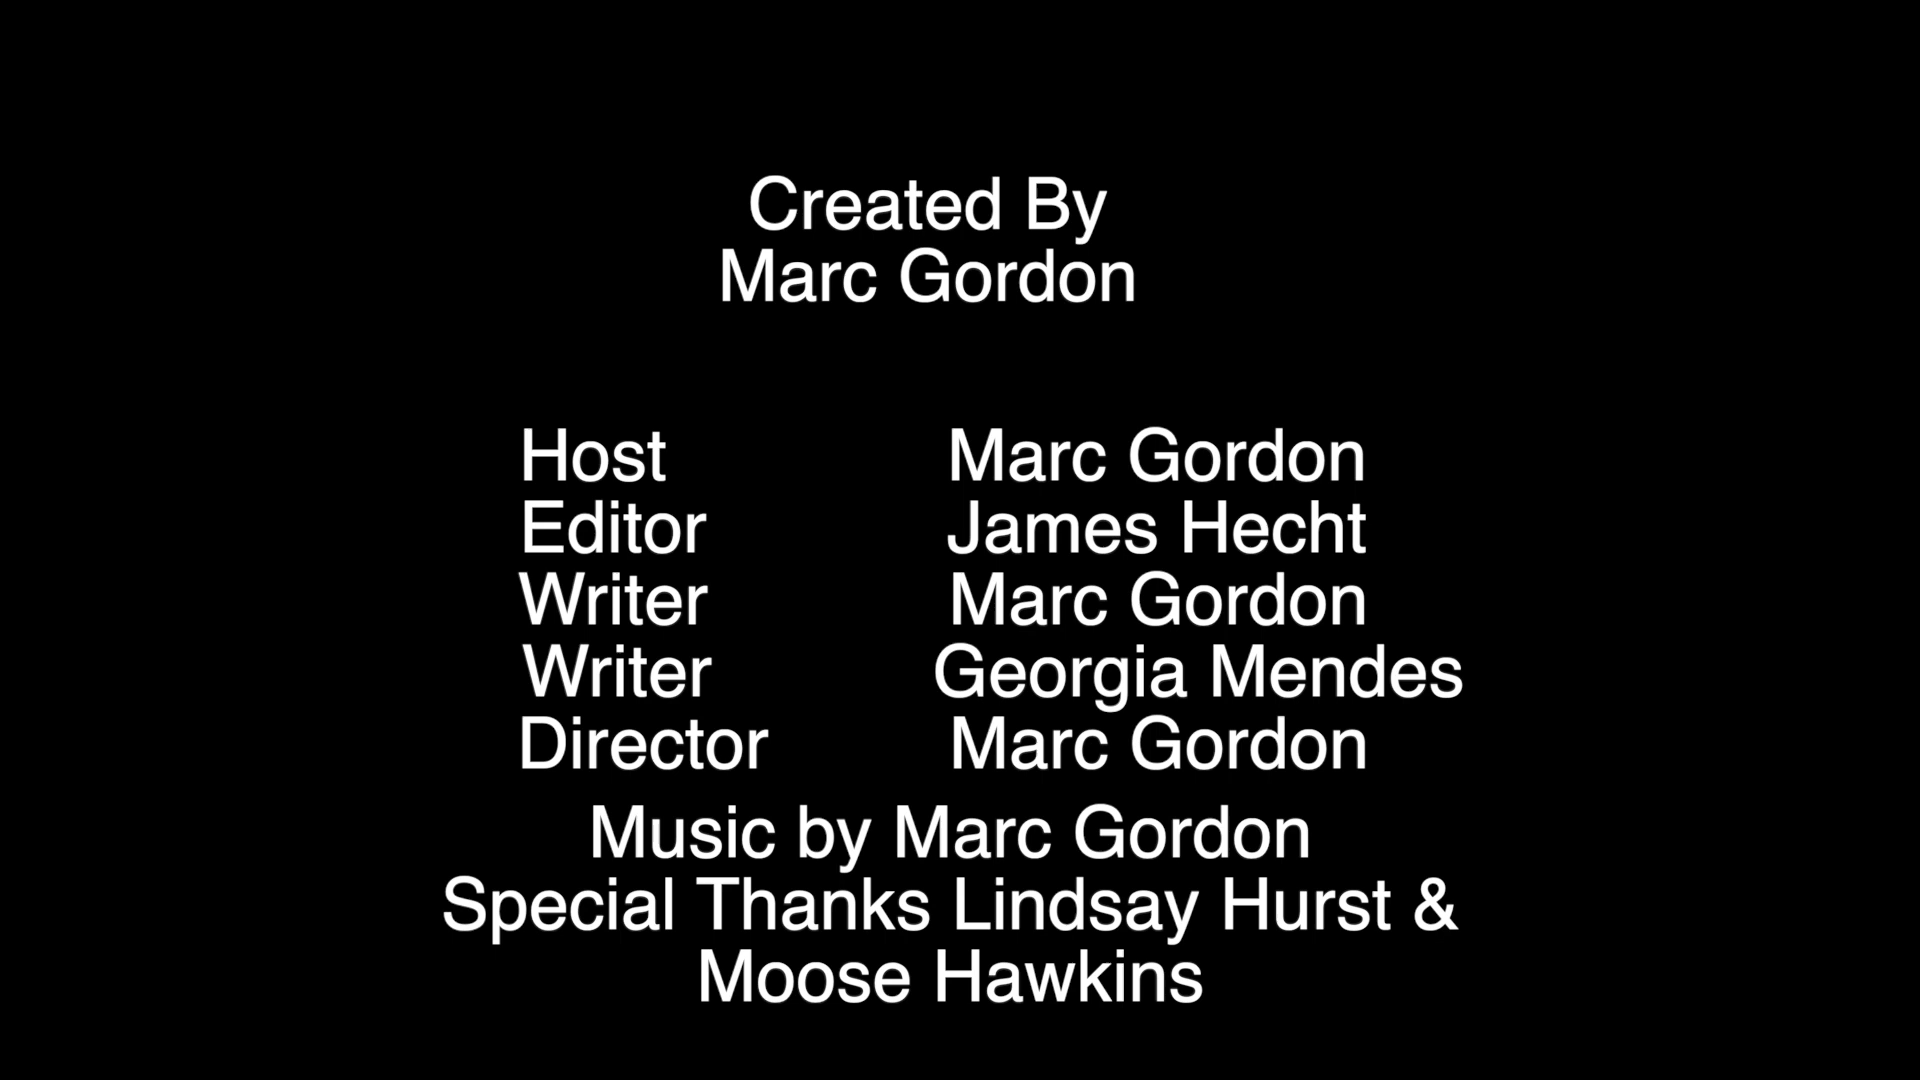 Created By
Marc Gordon
Host Marc Gordon
Editor James Hecht
Writer Marc Gordon
Writer Georgia Mendes
Director Marc Gordon
Music by Marc Gordon
Special Thanks Lindsay Hurst &
Moose Hawkins